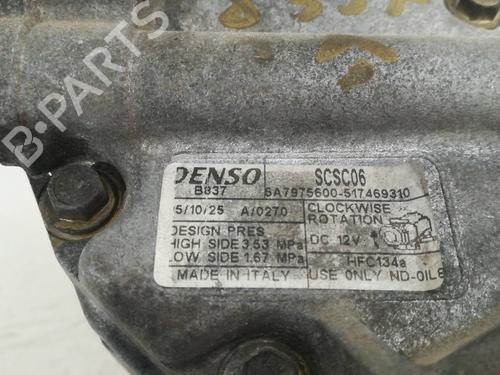 B-Parts
DENSO SCSC06
B837 SA7975600-517469310
5/10/25 A/0270 CLOCKWISE
ROTATION
DESIGN PRES DC 12V
HIGH SIDE 3.53 MPa
LOW SIDE 1.67 MPa HFC134a
MADE IN ITALY USE ONLY ND-OIL8